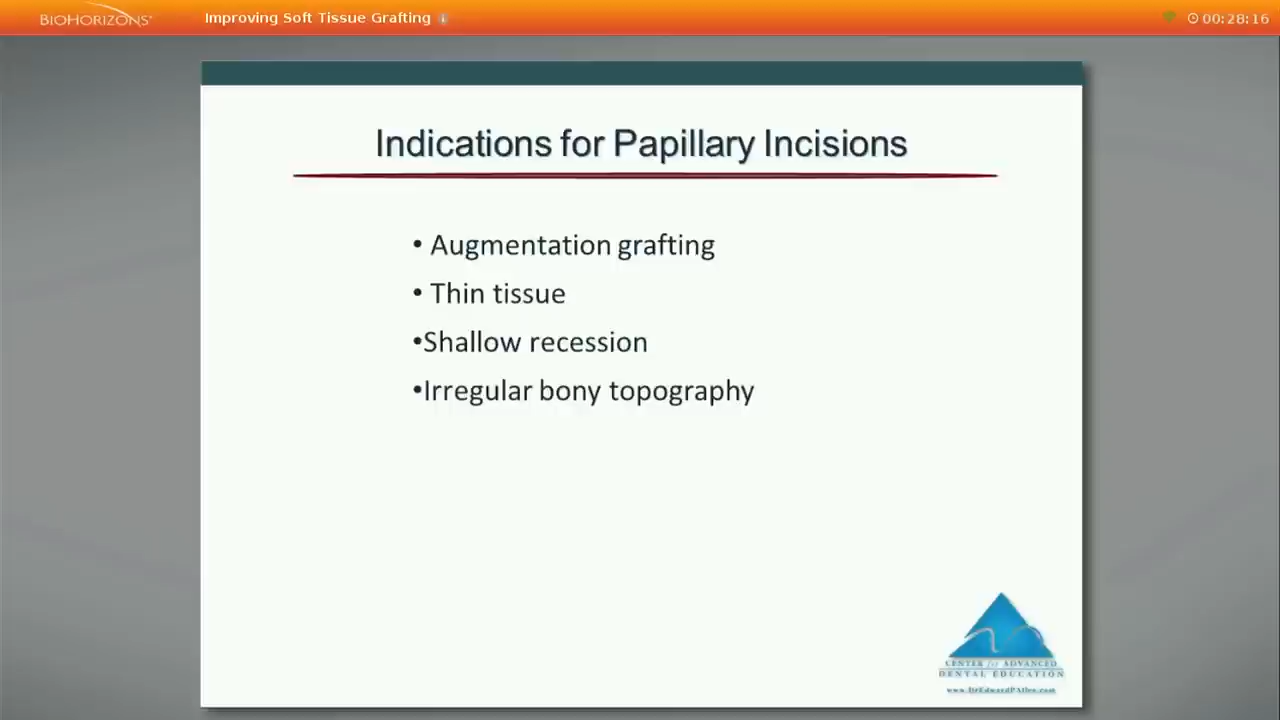 BIOHORIZONS®
Improving Soft Tissue Grafting
00:28:16
Indications for Papillary Incisions
• Augmentation grafting
• Thin tissue
•Shallow recession
•Irregular bony topography
CENTER for ADVANCED
DENTAL EDUCATION
www.DrEdwardPAllen.com